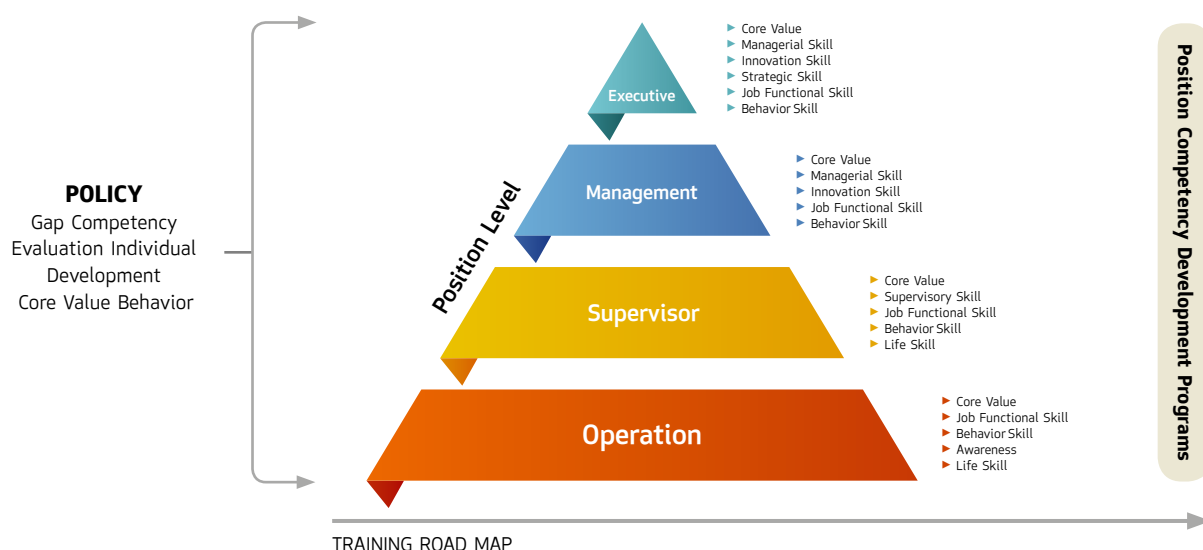 POLICY
Gap Competency
Evaluation Individual
Development
Core Value Behavior
Position Level
Executive
► Core Value
► Managerial Skill
► Innovation Skill
► Strategic Skill
► Job Functional Skill
► Behavior Skill
Management
► Core Value
► Managerial Skill
► Innovation Skill
► Job Functional Skill
► Behavior Skill
Supervisor
► Core Value
► Supervisory Skill
► Job Functional Skill
► Behavior Skill
► Life Skill
Operation
► Core Value
► Job Functional Skill
► Behavior Skill
► Awareness
► Life Skill
Position Competency Development Programs
TRAINING ROAD MAP